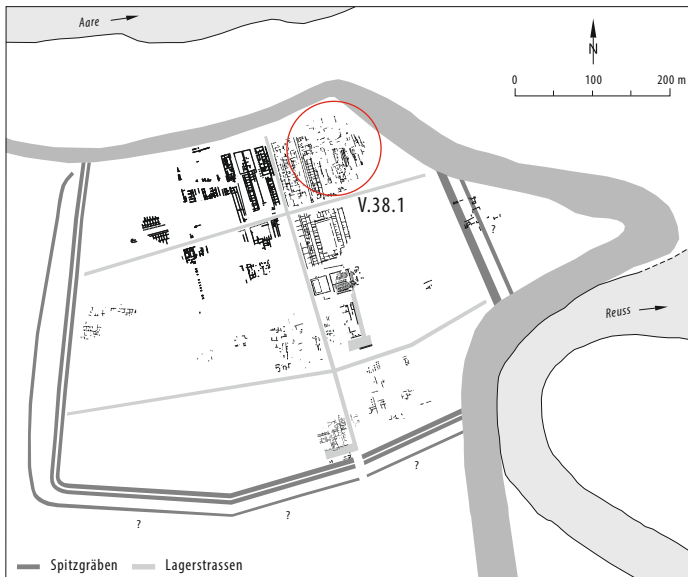 Aare
N
0 100 200 m
V.38.1
?
Reuss
?
? ?
Spitzgräben Lagerstrassen